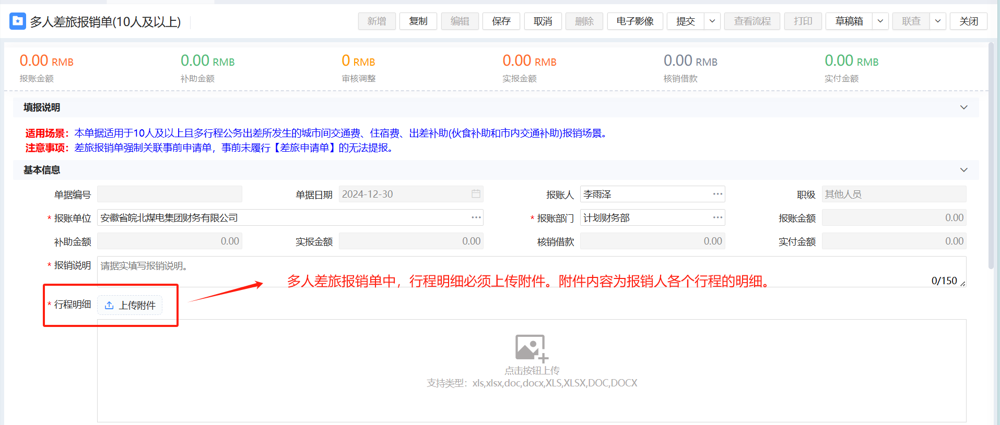 多人差旅报销单(10人及以上)
新增 复制 编辑 保存 取消 删除 电子影像 提交 查看流程 打印 草稿箱 联查 关闭
0.00 RMB 0.00 RMB 0 RMB 0.00 RMB 0.00 RMB 0.00 RMB
报账金额 补助金额 审核调整 实报金额 核销借款 实付金额
填报说明
适用场景：本单据适用于10人及以上且多行程公务出差所发生的城市间交通费、住宿费、出差补助(伙食补助和市内交通补助)报销场景。
注意事项：差旅报销单强制关联事前申请单，事前未履行【差旅申请单】的无法提报。
基本信息
单据编号 单据日期 2024-12-30 报账人 李雨泽 ··· 职级 其他人员
* 报账单位 安徽省皖北煤电集团财务有限公司 ··· * 报账部门 计划财务部 ··· 报账金额 0.00
补助金额 0.00 实报金额 0.00 核销借款 0.00 实付金额 0.00
* 报销说明 请据实填写报销说明。
多人差旅报销单中，行程明细必须上传附件。附件内容为报销人各个行程的明细。 0/150
* 行程明细 上传附件
点击按钮上传
支持类型：xls,xlsx,doc,docx,XLS,XLSX,DOC,DOCX